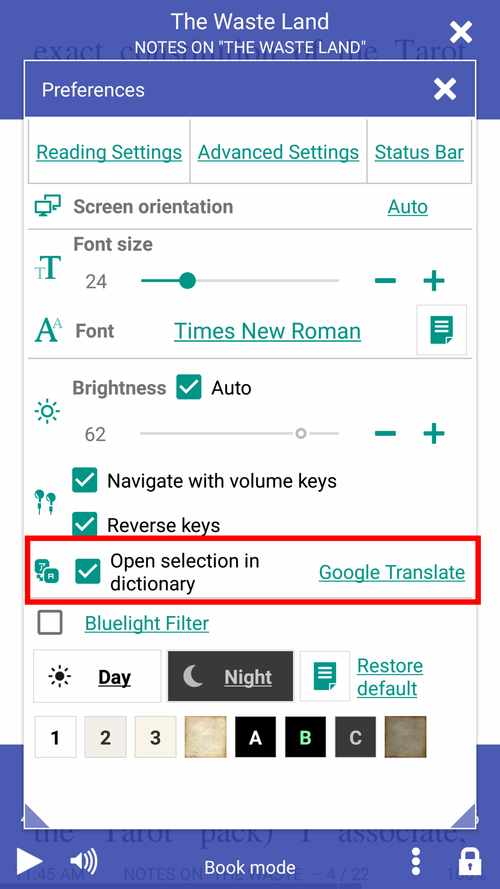 The Waste Land
exact consultation of the Tarot
NOTES ON "THE WASTE LAND"
Preferences
Reading Settings
Advanced Settings
Status Bar
Screen orientation
Auto
Font size
24
Font
Times New Roman
Brightness
Auto
62
Navigate with volume keys
Reverse keys
Open selection in
dictionary
Google Translate
Bluelight Filter
Day
Night
Restore
default
1
2
3
A
B
C
the Tarot pack) I associate,
Book mode
11:45 AM
NOTES ON "THE WASTE
– 4 / 22